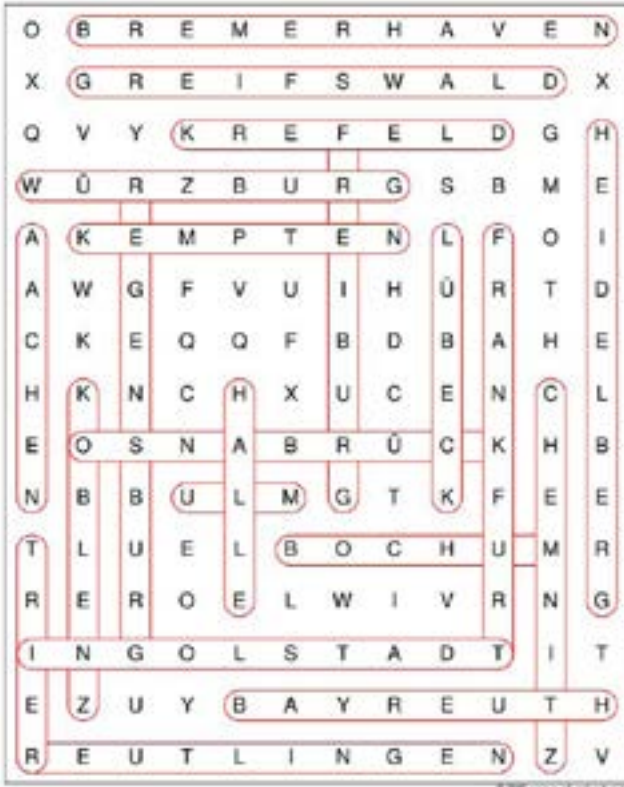 O B R E M E R H A V E N
X G R E I F S W A L D X
Q V Y K R E F E L D G H
W Ü R Z B U R G S B M E
A K E M P T E N L F O I
A W G F V U I H Ü R T D
C K E Q Q F B D B A H E
H K N C H X U C E N C L
E O S N A B R Ü C K H B
N B B U L M G T K F E E
T L U E L B O C H U M R
R E R O E L W I V R N G
I N G O L S T A D T I T
E Z U Y B A Y R E U T H
R E U T L I N G E N Z V